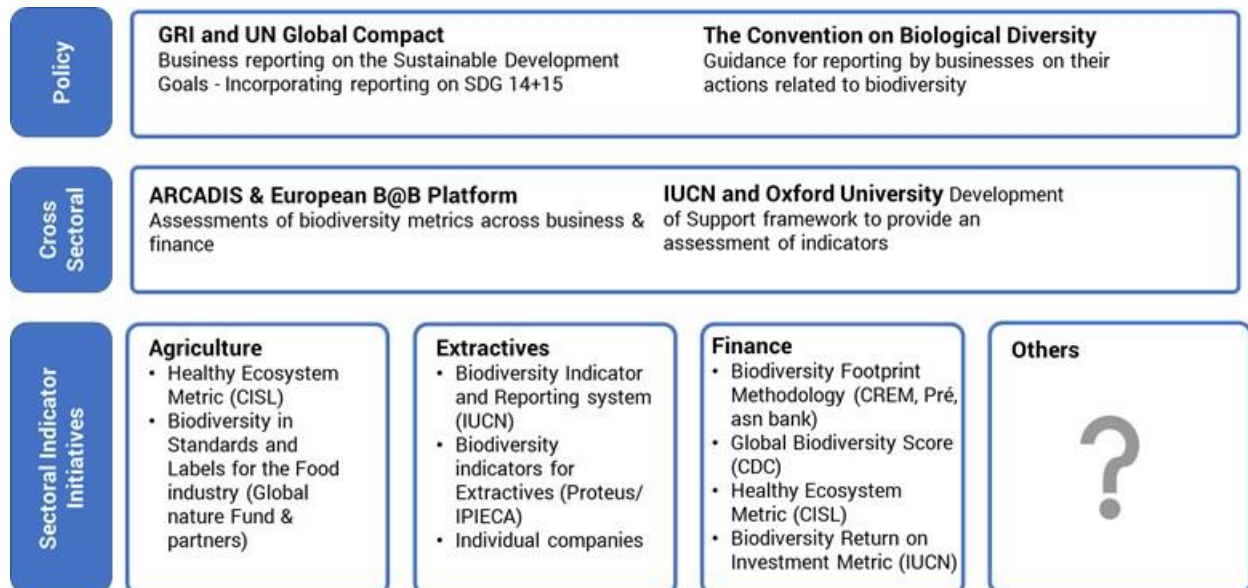 Policy
GRI and UN Global Compact
Business reporting on the Sustainable Development
Goals - Incorporating reporting on SDG 14+15
The Convention on Biological Diversity
Guidance for reporting by businesses on their
actions related to biodiversity
Cross
Sectoral
ARCADIS & European B@B Platform
Assessments of biodiversity metrics across business &
finance
IUCN and Oxford University Development
of Support framework to provide an
assessment of indicators
Sectoral Indicator
Initiatives
Agriculture
• Healthy Ecosystem
Metric (CISL)
• Biodiversity in
Standards and
Labels for the Food
industry (Global
nature Fund &
partners)
Extractives
• Biodiversity Indicator
and Reporting system
(IUCN)
• Biodiversity
indicators for
Extractives (Proteus/
IPIECA)
• Individual companies
Finance
• Biodiversity Footprint
Methodology (CREM, Pré,
asn bank)
• Global Biodiversity Score
(CDC)
• Healthy Ecosystem
Metric (CISL)
• Biodiversity Return on
Investment Metric (IUCN)
Others
?